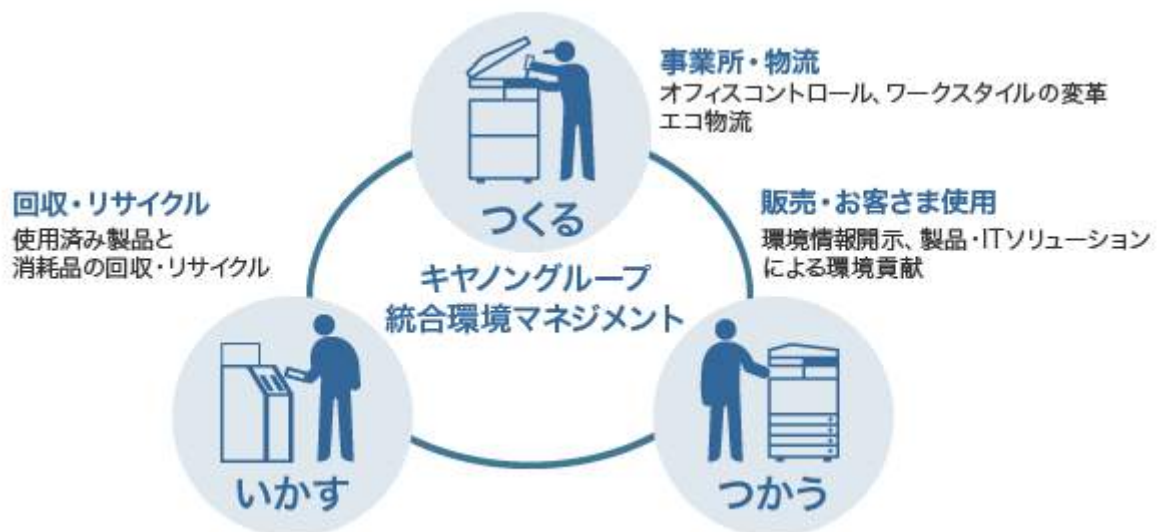 事業所・物流
オフィスコントロール、ワークスタイルの変革
エコ物流
つくる
回収・リサイクル
使用済み製品と
消耗品の回収・リサイクル
販売・お客さま使用
環境情報開示、製品・ITソリューション
による環境貢献
キヤノングループ
統合環境マネジメント
いかす
つかう